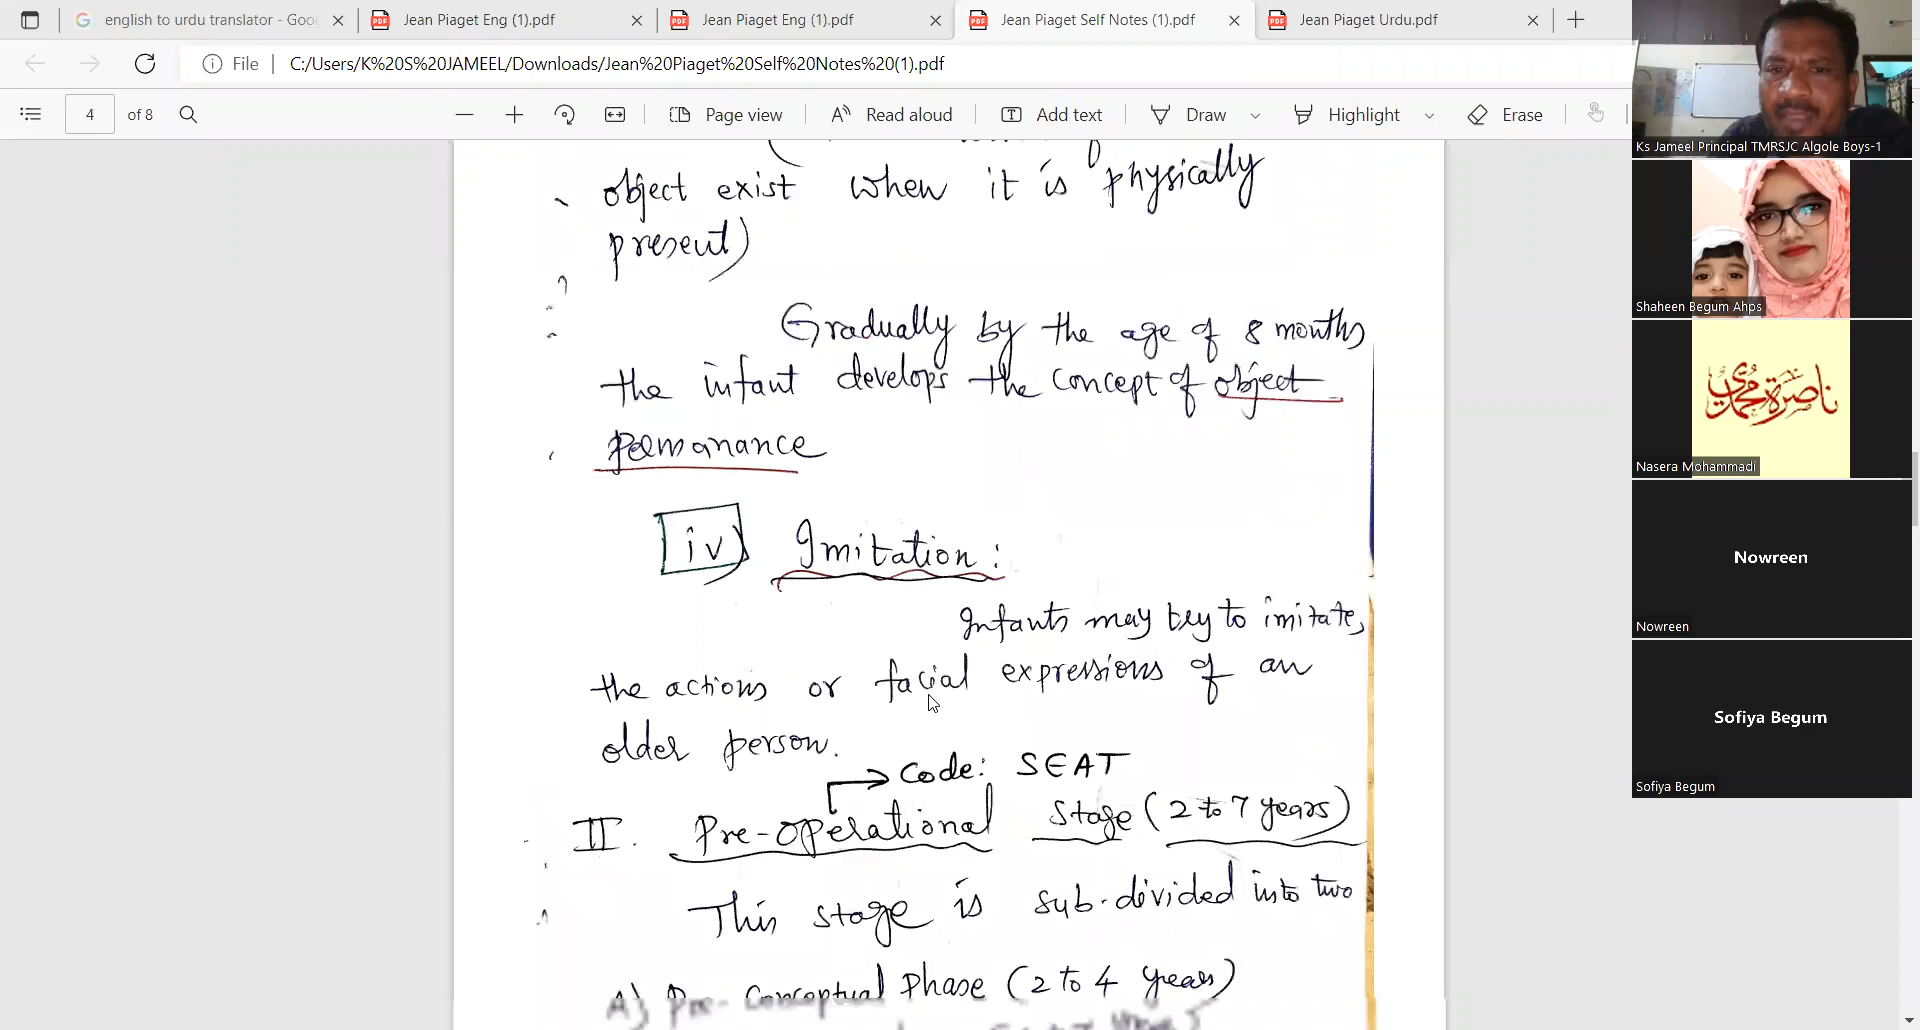 english to urdu translator - Goo
Jean Piaget Eng (1).pdf
Jean Piaget Eng (1).pdf
Jean Piaget Self Notes (1).pdf
Jean Piaget Urdu.pdf
File
C:/Users/K%20S%20JAMEEL/Downloads/Jean%20Piaget%20Self%20Notes%20(1).pdf
4 of 8
Page view
Read aloud
Add text
Draw
Highlight
Erase
object exist when it is physically
present)
Gradually by the age of 8 months
the infant develops the concept of object
permanance
iv) Imitation:
Infants may try to imitate,
the actions or facial expressions of an
older person.
Code: SEAT
II. Pre-operational Stage (2 to 7 years)
This stage is sub-divided into two
A) Pre-Conceptual Phase (2 to 4 years)
Ks Jameel Principal TMRSJC Algole Boys-1
Shaheen Begum Ahps
ناصرة محمدی
Nasera Mohammadi
Nowreen
Nowreen
Sofiya Begum
Sofiya Begum